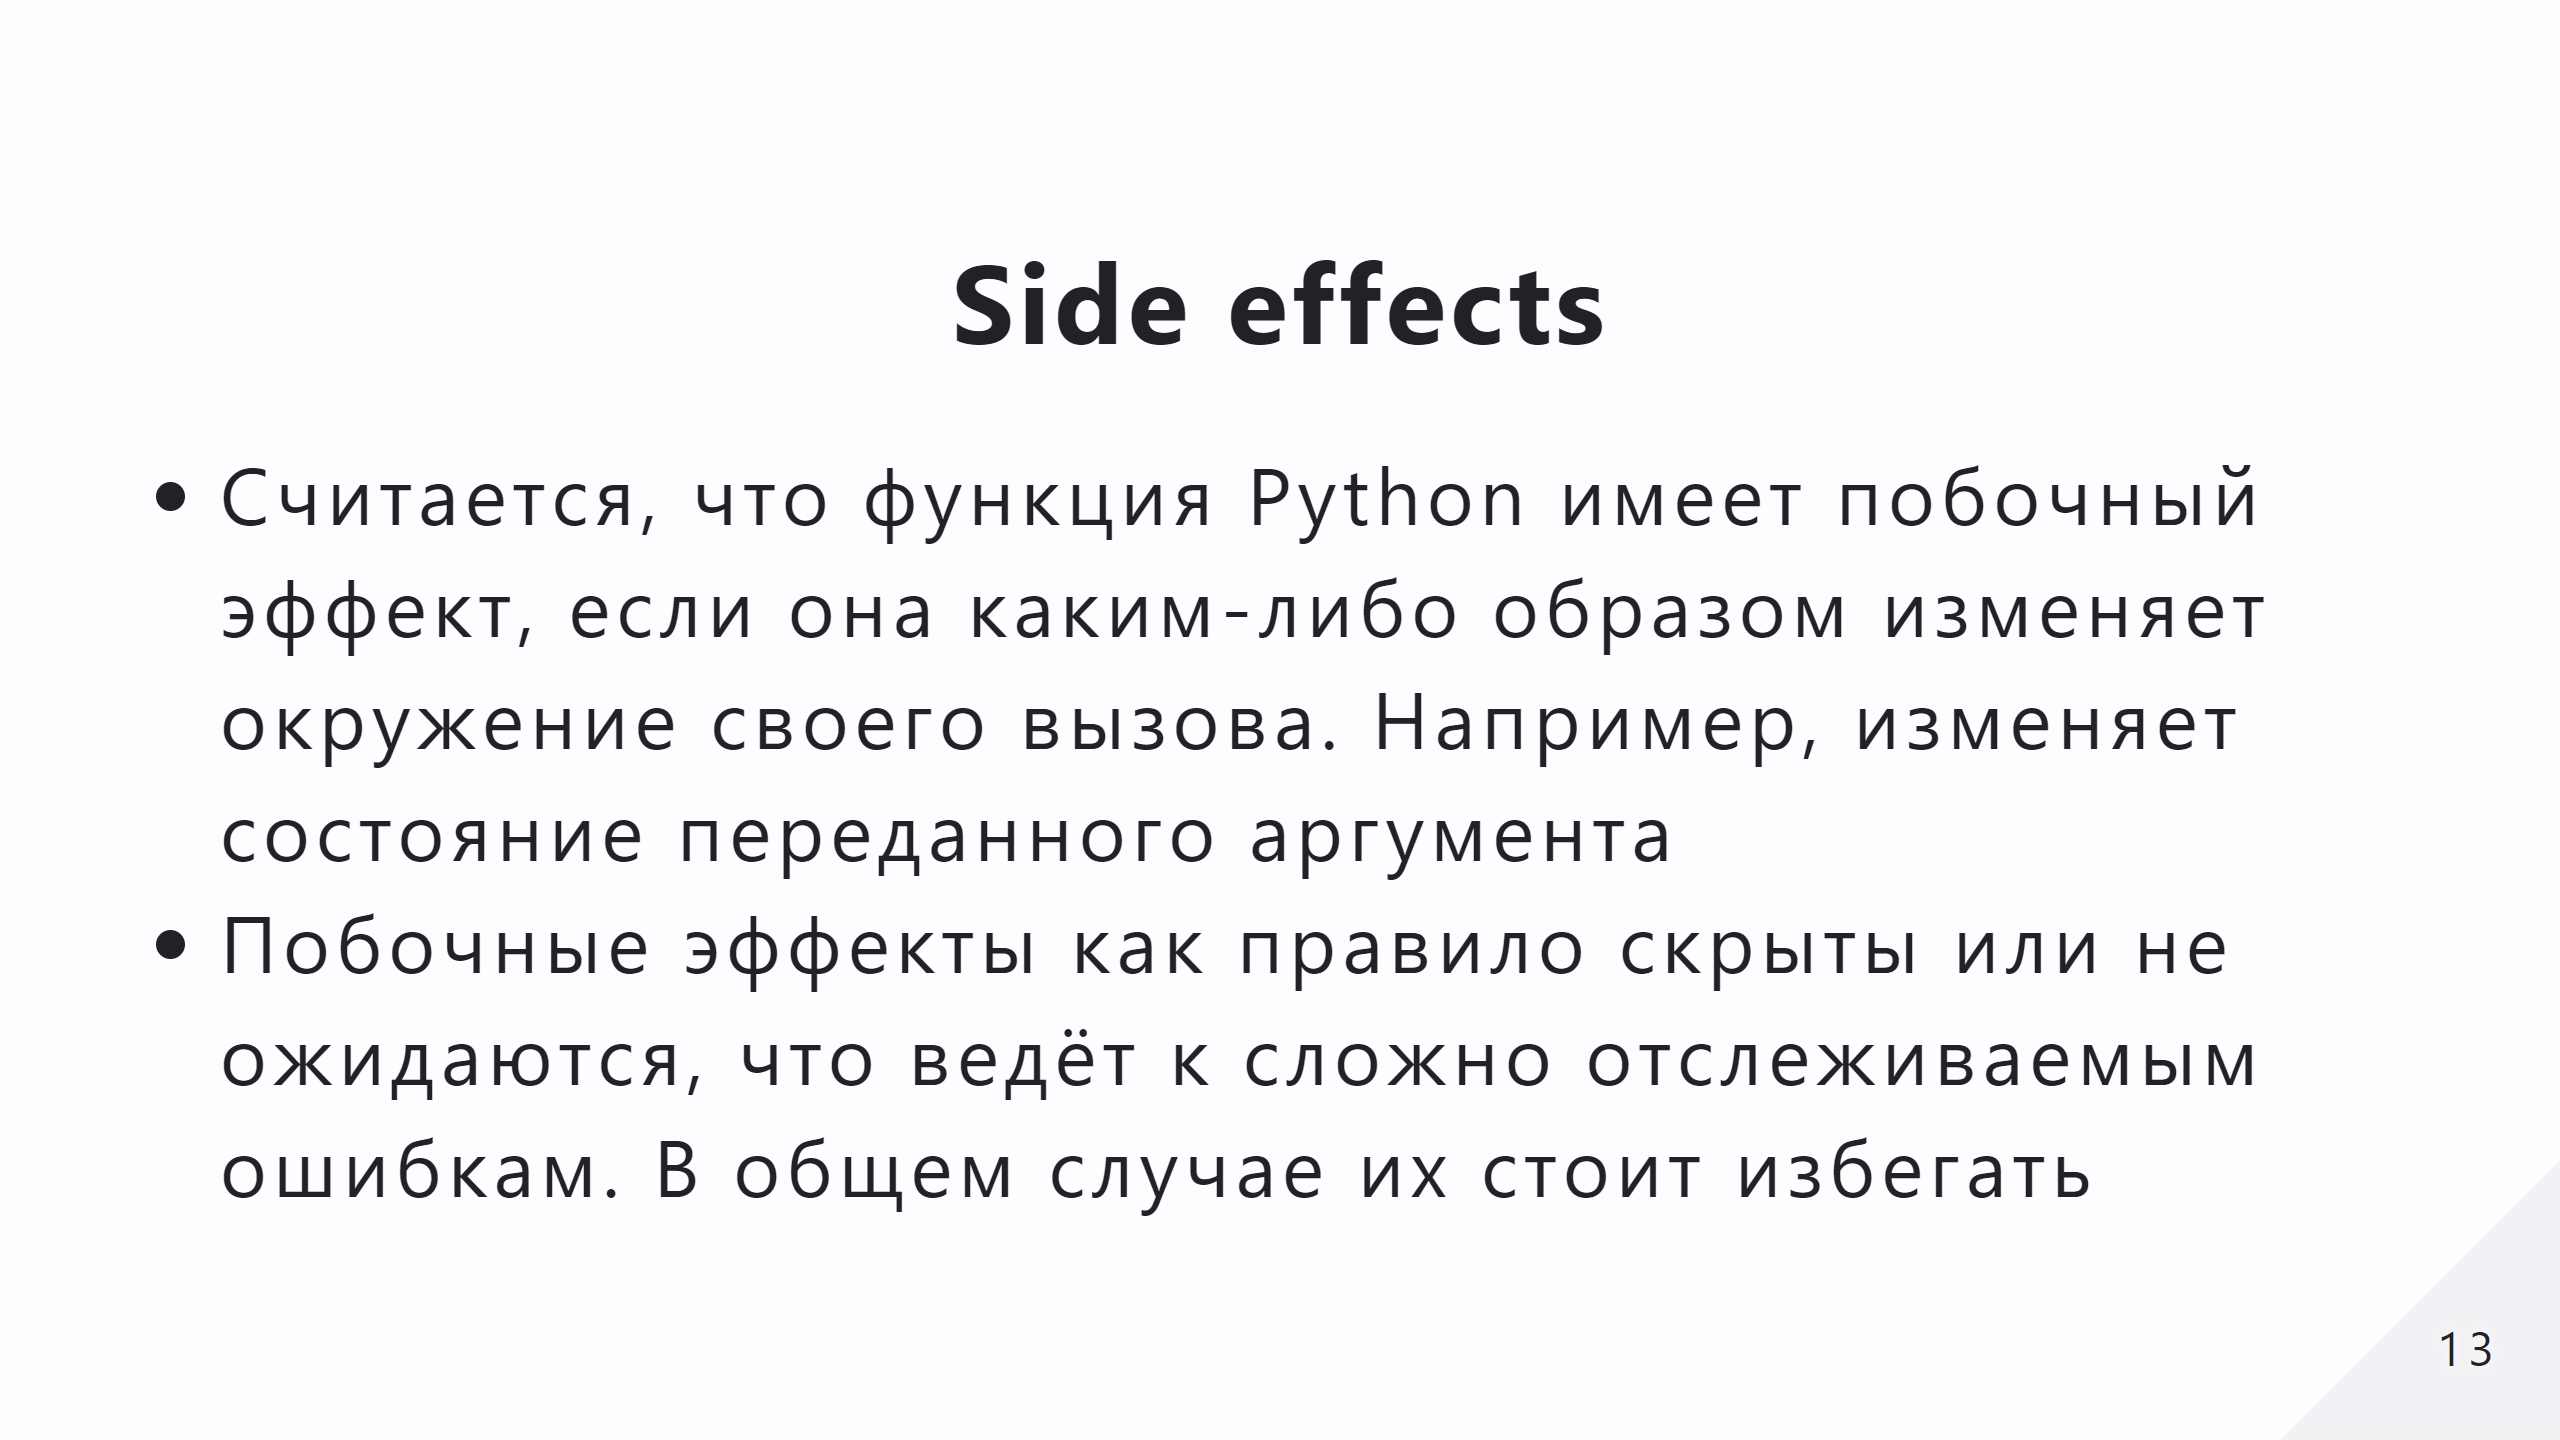 Side effects
• Считается, что функция Python имеет побочный
эффект, если она каким-либо образом изменяет
окружение своего вызова. Например, изменяет
состояние переданного аргумента
• Побочные эффекты как правило скрыты или не
ожидаются, что ведёт к сложно отслеживаемым
ошибкам. В общем случае их стоит избегать
13